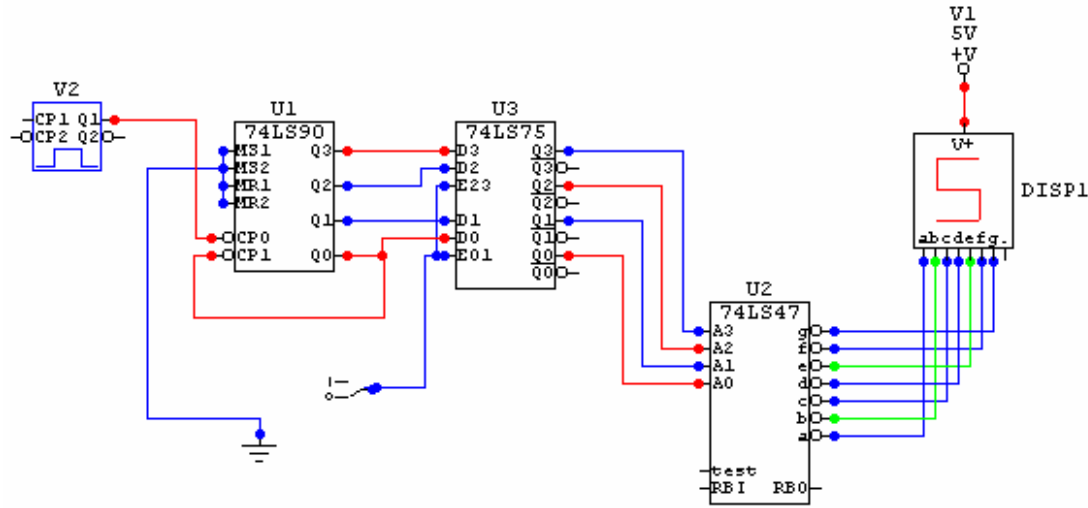 V1
5V
+V
V2
CP1 Q1
CP2 Q2
U1
74LS90
MS1 Q3
MS2
MR1 Q2
MR2
Q1
CP0
CP1 Q0
U3
74LS75
D3 Q3
D2 Q3
E23 Q2
Q2
D1 Q1
D0 Q1
E01 Q0
Q0
V+
DISP1
abcdefg.
1
0
U2
74LS47
A3 g
A2 f
A1 e
A0 d
c
b
a
test
RBI RBO